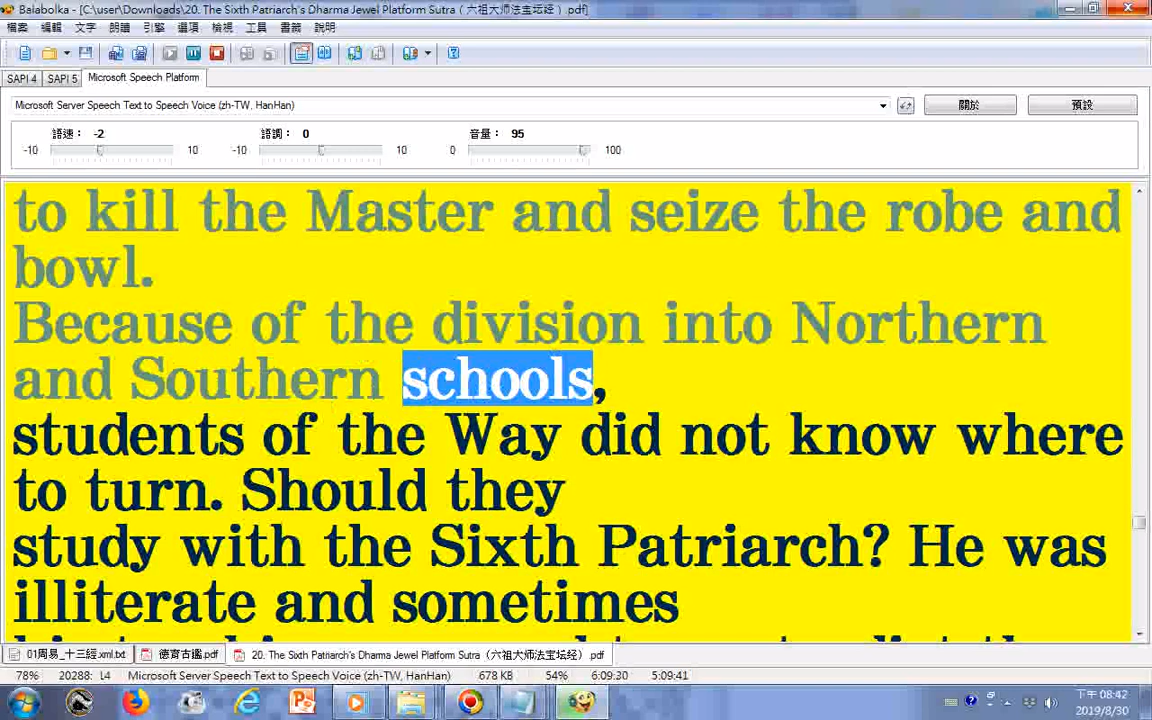 Balabolka - [C:\user\Downloads\20. The Sixth Patriarch's Dharma Jewel Platform Sutra（六祖大师法宝坛经）pdf]
檔案 編輯 文字 朗讀 引擎 選項 檢視 工具 書籤 說明
SAPI 4 SAPI 5 Microsoft Speech Platform
Microsoft Server Speech Text to Speech Voice (zh-TW, HanHan) 關於 預設
語速： -2 語調： 0 音量： 95
-10 10 -10 10 0 100
to kill the Master and seize the robe and
bowl.
Because of the division into Northern
and Southern schools,
students of the Way did not know where
to turn. Should they
study with the Sixth Patriarch? He was
illiterate and sometimes
01周易_十三經.xml.txt 德育古鑑.pdf 20. The Sixth Patriarch's Dharma Jewel Platform Sutra（六祖大师法宝坛经）.pdf
78% 20288: L4 Microsoft Server Speech Text to Speech Voice (zh-TW, HanHan) 678 KB 54% 6:09:30 5:09:41
下午 08:42
2019/8/30